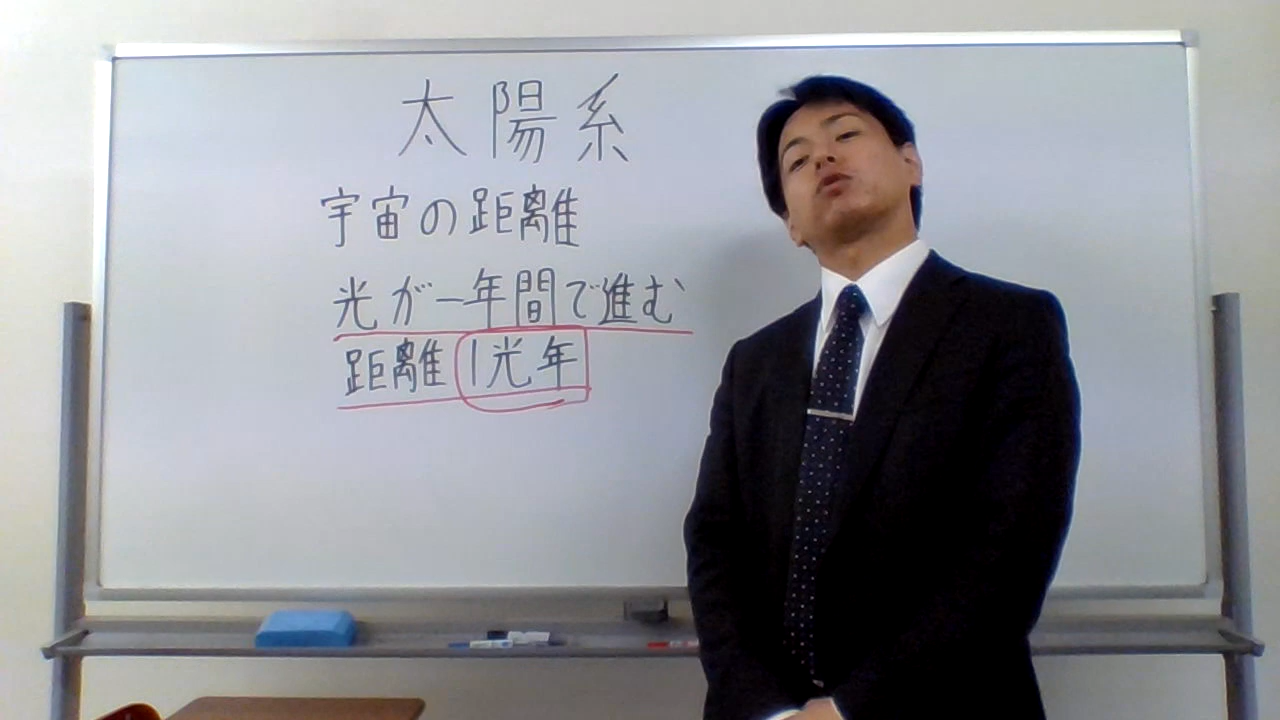 太陽系
宇宙の距離
光が一年間で進む
距離 1光年